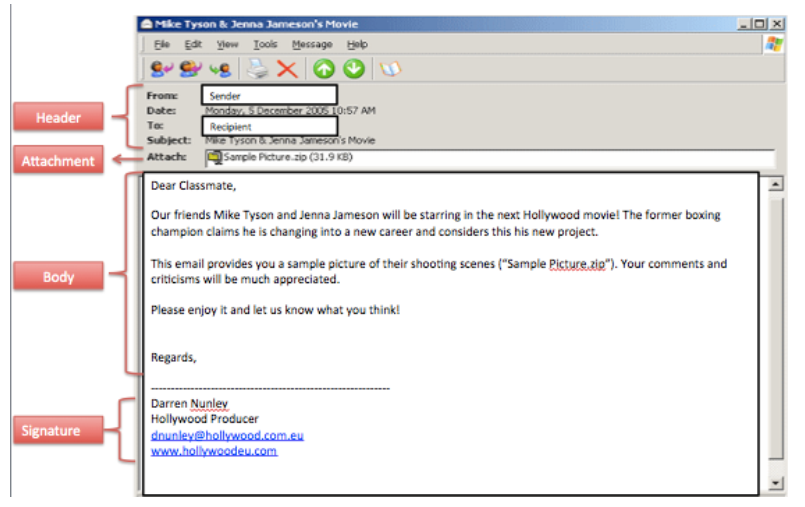 Mike Tyson & Jenna Jameson's Movie
File Edit View Tools Message Help
From: Sender
Date: Monday, 5 December 2005 10:57 AM
To: Recipient
Subject: Mike Tyson & Jenna Jameson's Movie
Attach: Sample Picture.zip (31.9 KB)
Header
Attachment
Dear Classmate,
Our friends Mike Tyson and Jenna Jameson will be starring in the next Hollywood movie! The former boxing
champion claims he is changing into a new career and considers this his new project.
This email provides you a sample picture of their shooting scenes (“Sample Picture.zip”). Your comments and
criticisms will be much appreciated.
Body
Please enjoy it and let us know what you think!
Regards,
------------------------------------------------------------
Darren Nunley
Hollywood Producer
Signature
dnunley@hollywood.com.eu
www.hollywoodeu.com